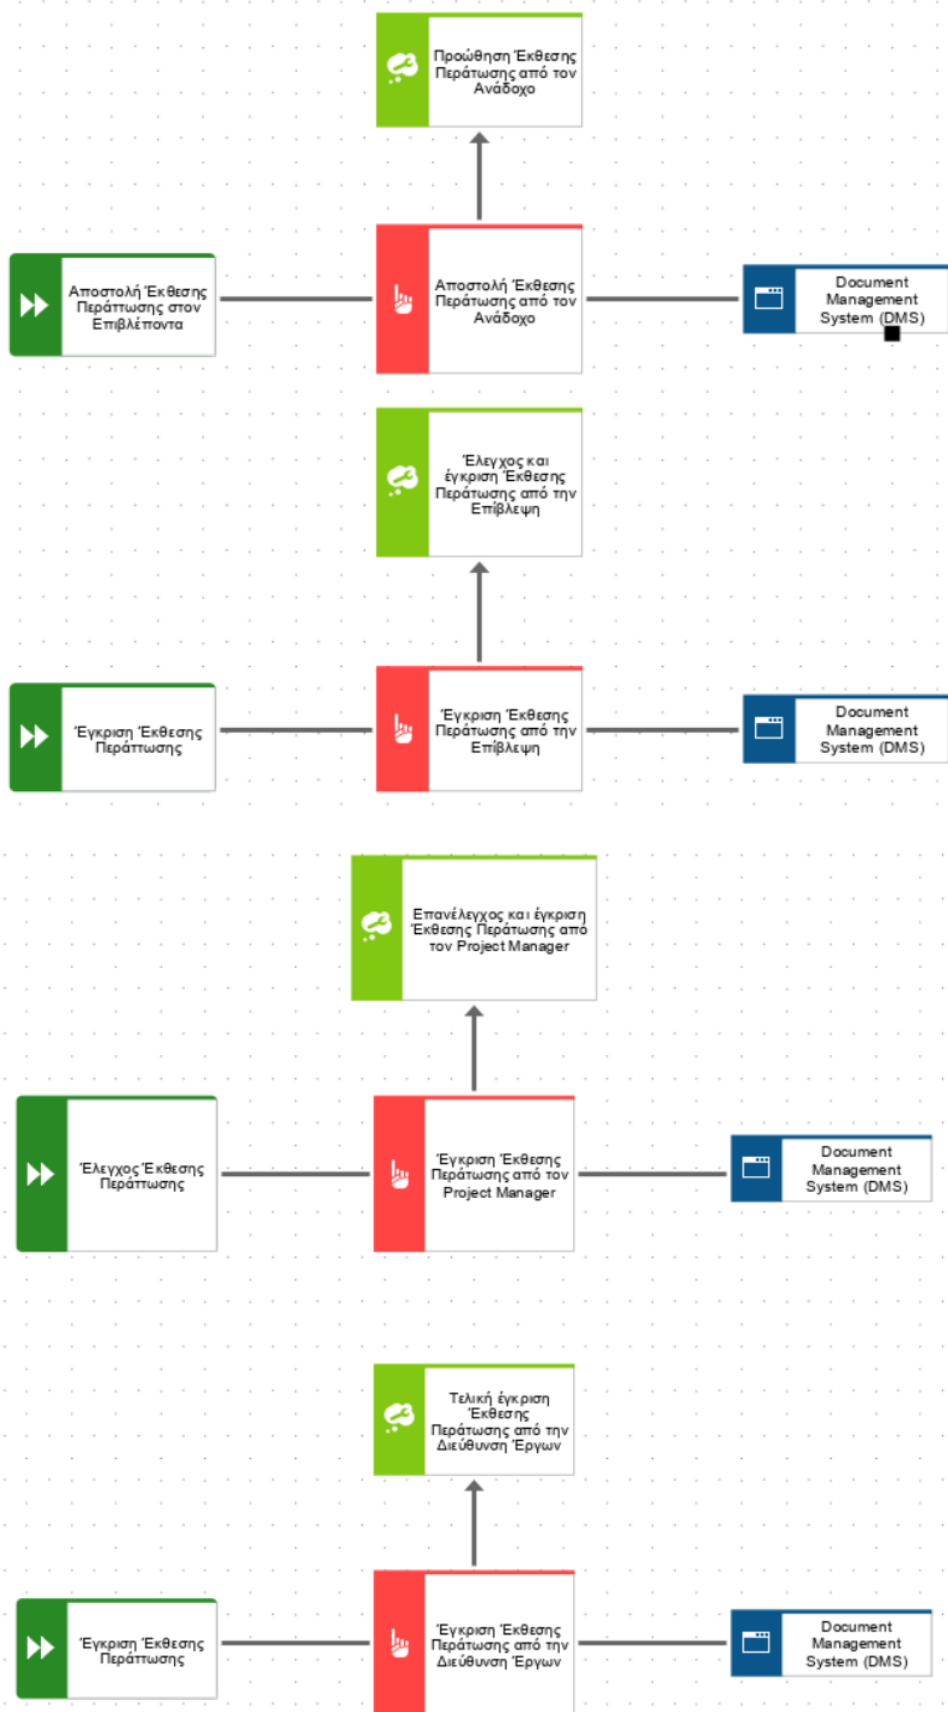 Προώθηση Έκθεσης
Περάτωσης από τον
Ανάδοχο
Αποστολή Έκθεσης
Περάττωσης στον
Επιβλέποντα
Αποστολή Έκθεσης
Περάτωσης από τον
Ανάδοχο
Document
Management
System (DMS)
Έλεγχος και
έγκριση Έκθεσης
Περάτωσης από την
Επίβλεψη
Έγκριση Έκθεσης
Περάττωσης
Έγκριση Έκθεσης
Περάτωσης από την
Επίβλεψη
Document
Management
System (DMS)
Επανέλεγχος και έγκριση
Έκθεσης Περάτωσης από
τον Project Manager
Έλεγχος Έκθεσης
Περάττωσης
Έγκριση Έκθεσης
Περάτωσης από τον
Project Manager
Document
Management
System (DMS)
Τελική έγκριση
Έκθεσης
Περάτωσης από την
Διεύθυνση Έργων
Έγκριση Έκθεσης
Περάττωσης
Έγκριση Έκθεσης
Περάτωσης από την
Διεύθυνση Έργων
Document
Management
System (DMS)